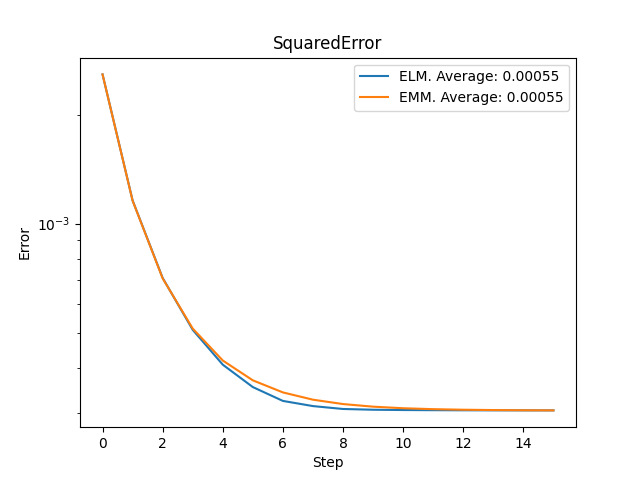 SquaredError
ELM. Average: 0.00055
EMM. Average: 0.00055
10⁻³
Error
0 2 4 6 8 10 12 14
Step